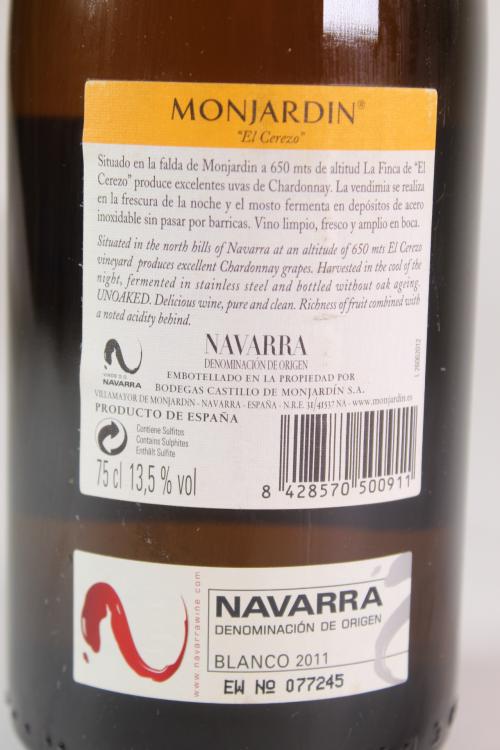 MONJARDIN®
"El Cerezo"
Situado en la falda de Monjardin a 650 mts de altitud La Finca de "El
Cerezo" produce excelentes uvas de Chardonnay. La vendimia se realiza
en la frescura de la noche y el mosto fermenta en depósitos de acero
inoxidable sin pasar por barricas. Vino limpio, fresco y amplio en boca.
Situated in the north hills of Navarra at an altitude of 650 mts El Cerezo
vineyard produces excellent Chardonnay grapes. Harvested in the cool of the
night, fermented in stainless steel and bottled without oak ageing.
UNOAKED. Delicious wine, pure and clean. Richness of fruit combined with
a noted acidity behind.
NAVARRA
DENOMINACIÓN DE ORIGEN
VINOS D.O.
NAVARRA
EMBOTELLADO EN LA PROPIEDAD POR
BODEGAS CASTILLO DE MONJARDÍN S.A.
VILLAMAYOR DE MONJARDIN - NAVARRA - ESPAÑA - N.R.E. 31/41537 NA - www.monjardin.es
PRODUCTO DE ESPAÑA
Contiene Sulfitos
Contains Sulphites
Enthält Sulfite
75 cl 13,5 % vol
8 428570 500911
L 26062012
www.navarrawine.com
NAVARRA
DENOMINACIÓN DE ORIGEN
BLANCO 2011
EW Nº 077245